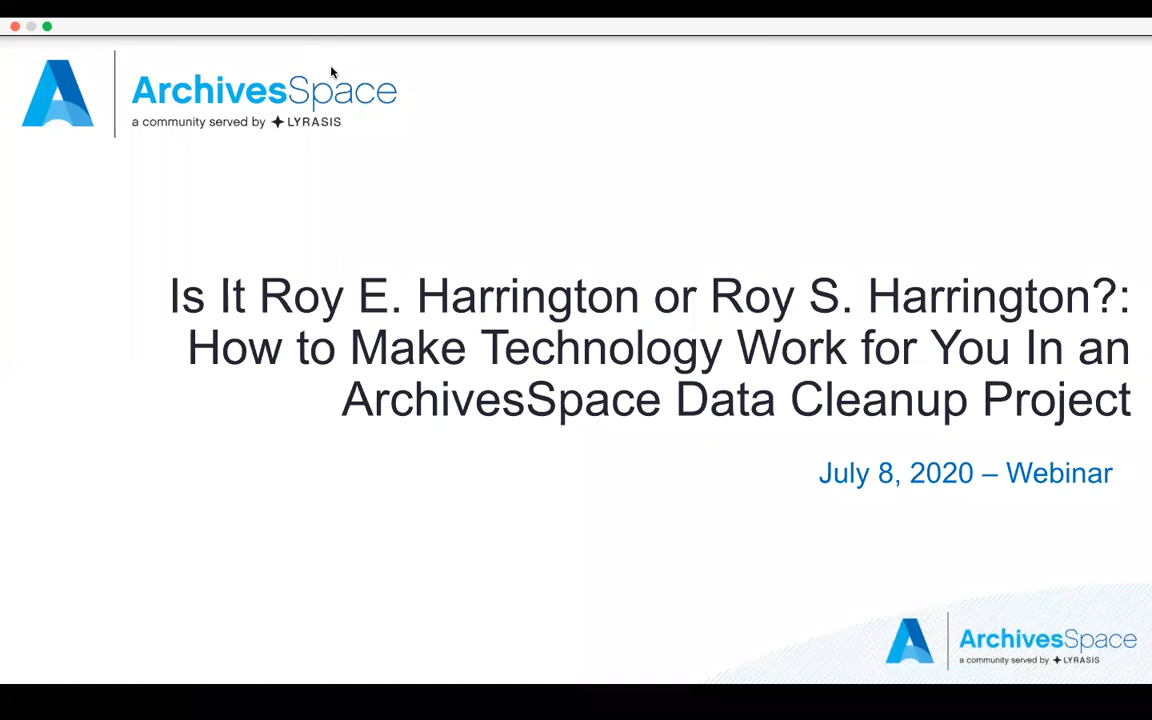 ArchivesSpace
a community served by LYRASIS
Is It Roy E. Harrington or Roy S. Harrington?:
How to Make Technology Work for You In an
ArchivesSpace Data Cleanup Project
July 8, 2020 – Webinar
ArchivesSpace
a community served by LYRASIS